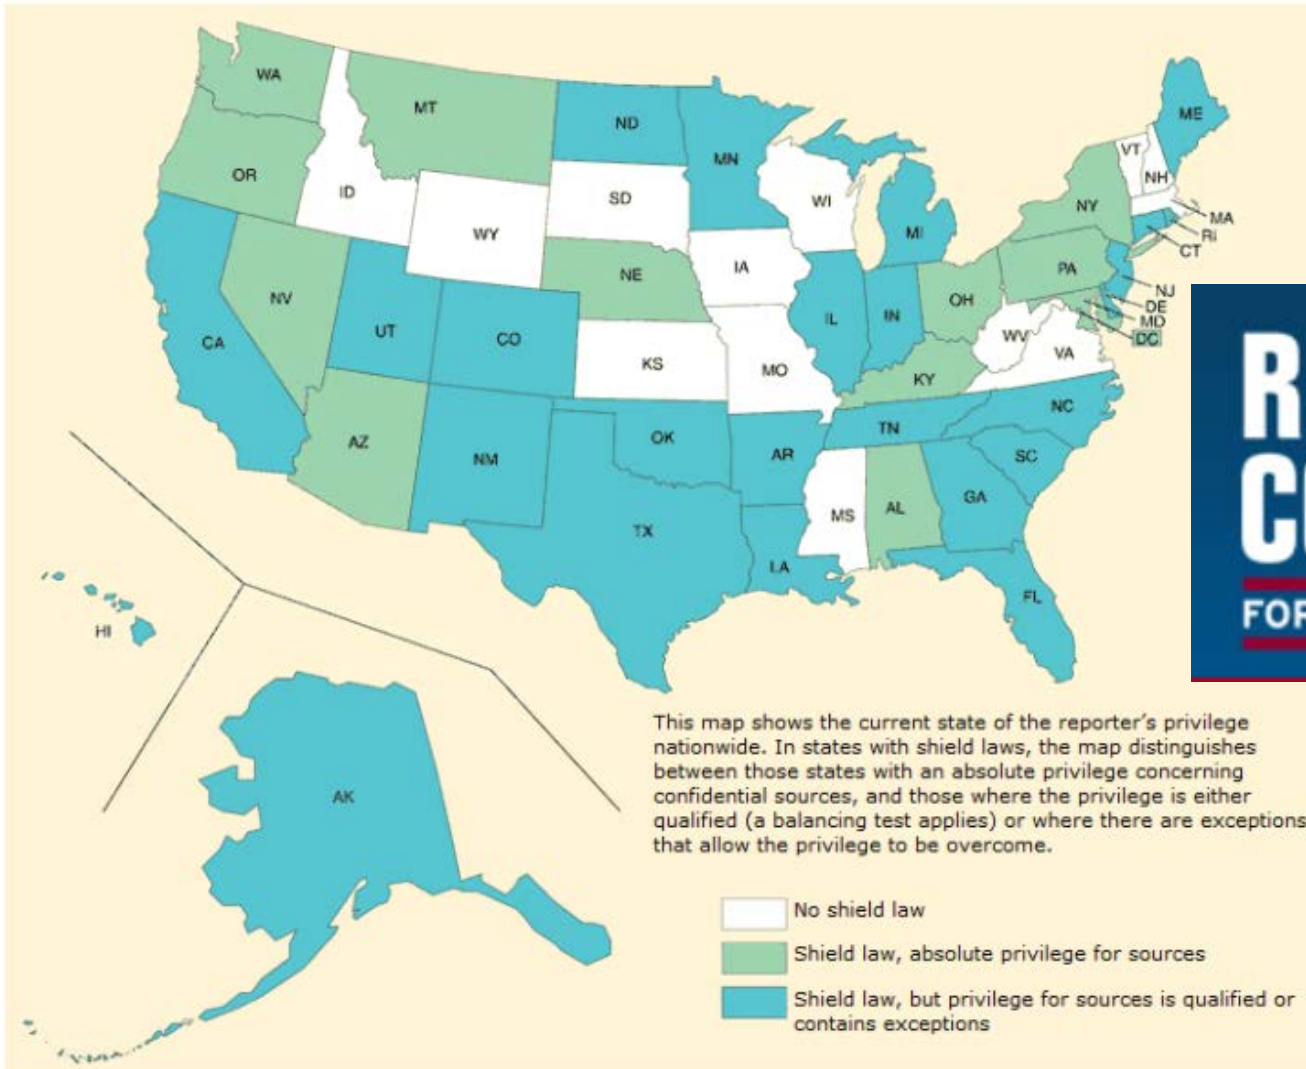 WA
MT
ND
MN
ME
VT
NH
OR
ID
SD
WI
NY
MA
WY
MI
Ri
CT
IA
PA
NE
NV
OH
NJ
UT
CO
IL
IN
DE
MD
CA
WV
VA
DC
KS
MO
KY
NC
TN
AZ
OK
AR
NM
SC
MS
AL
GA
TX
LA
FL
HI
AK
R
C
FOR
This map shows the current state of the reporter's privilege
nationwide. In states with shield laws, the map distinguishes
between those states with an absolute privilege concerning
confidential sources, and those where the privilege is either
qualified (a balancing test applies) or where there are exceptions
that allow the privilege to be overcome.
No shield law
Shield law, absolute privilege for sources
Shield law, but privilege for sources is qualified or
contains exceptions